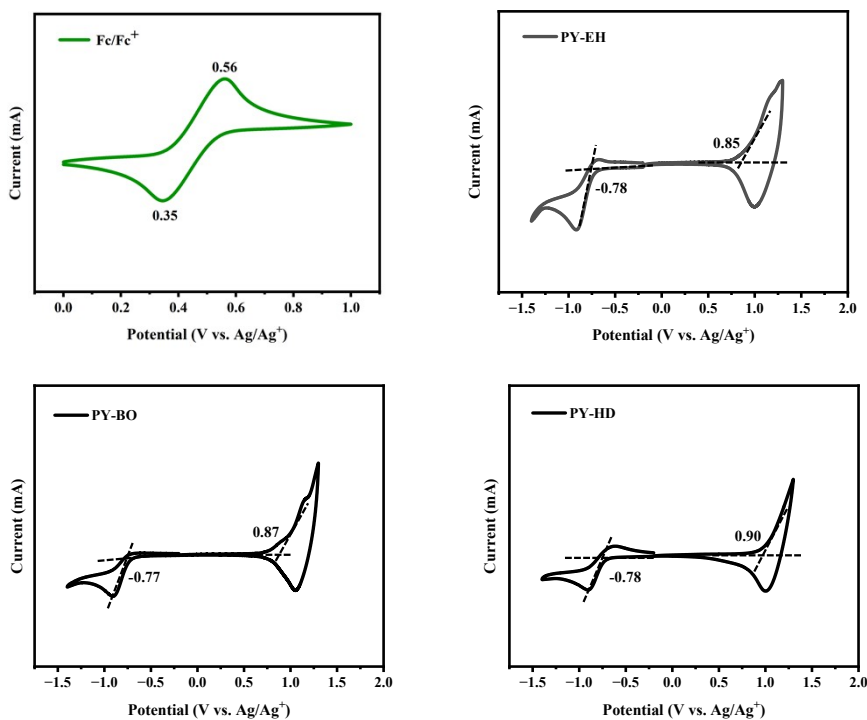 Fc/Fc⁺
0.56
0.35
Current (mA)
0.0 0.2 0.4 0.6 0.8 1.0
Potential (V vs. Ag/Ag⁺)
PY-EH
0.85
-0.78
Current (mA)
−1.5 −1.0 −0.5 0.0 0.5 1.0 1.5 2.0
Potential (V vs. Ag/Ag⁺)
PY-BO
0.87
-0.77
Current (mA)
−1.5 −1.0 −0.5 0.0 0.5 1.0 1.5 2.0
Potential (V vs. Ag/Ag⁺)
PY-HD
0.90
-0.78
Current (mA)
−1.5 −1.0 −0.5 0.0 0.5 1.0 1.5 2.0
Potential (V vs. Ag/Ag⁺)